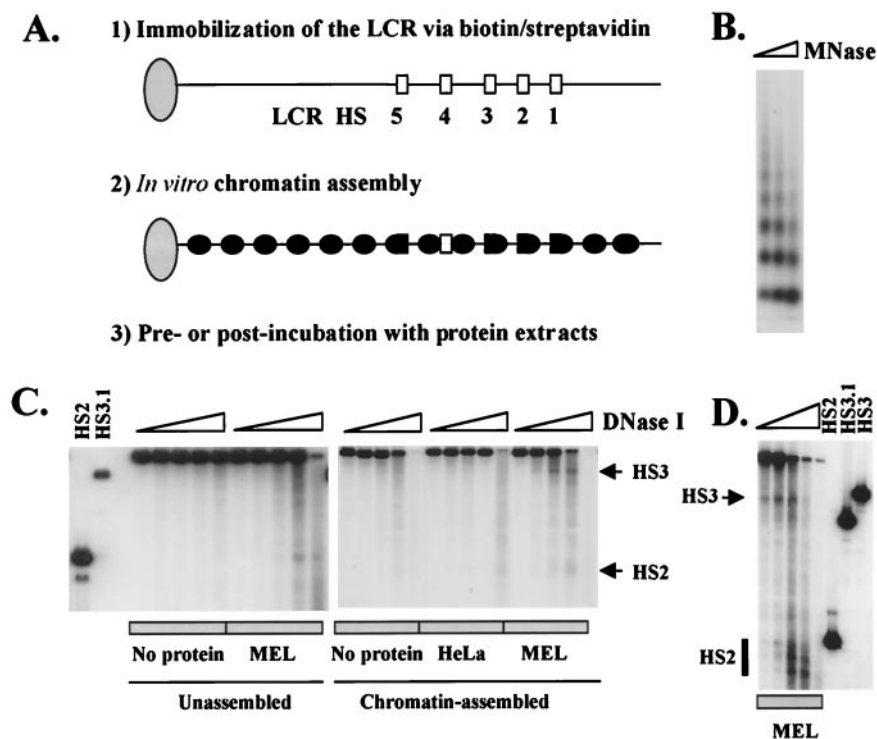 A.
1) Immobilization of the LCR via biotin/streptavidin
LCR HS 5 4 3 2 1
2) In vitro chromatin assembly
3) Pre- or post-incubation with protein extracts
B.
MNase
C.
HS2
HS3.1
DNase I
HS3
HS2
No protein MEL
No protein HeLa MEL
Unassembled
Chromatin-assembled
D.
HS2
HS3.1
HS3
HS3
HS2
MEL